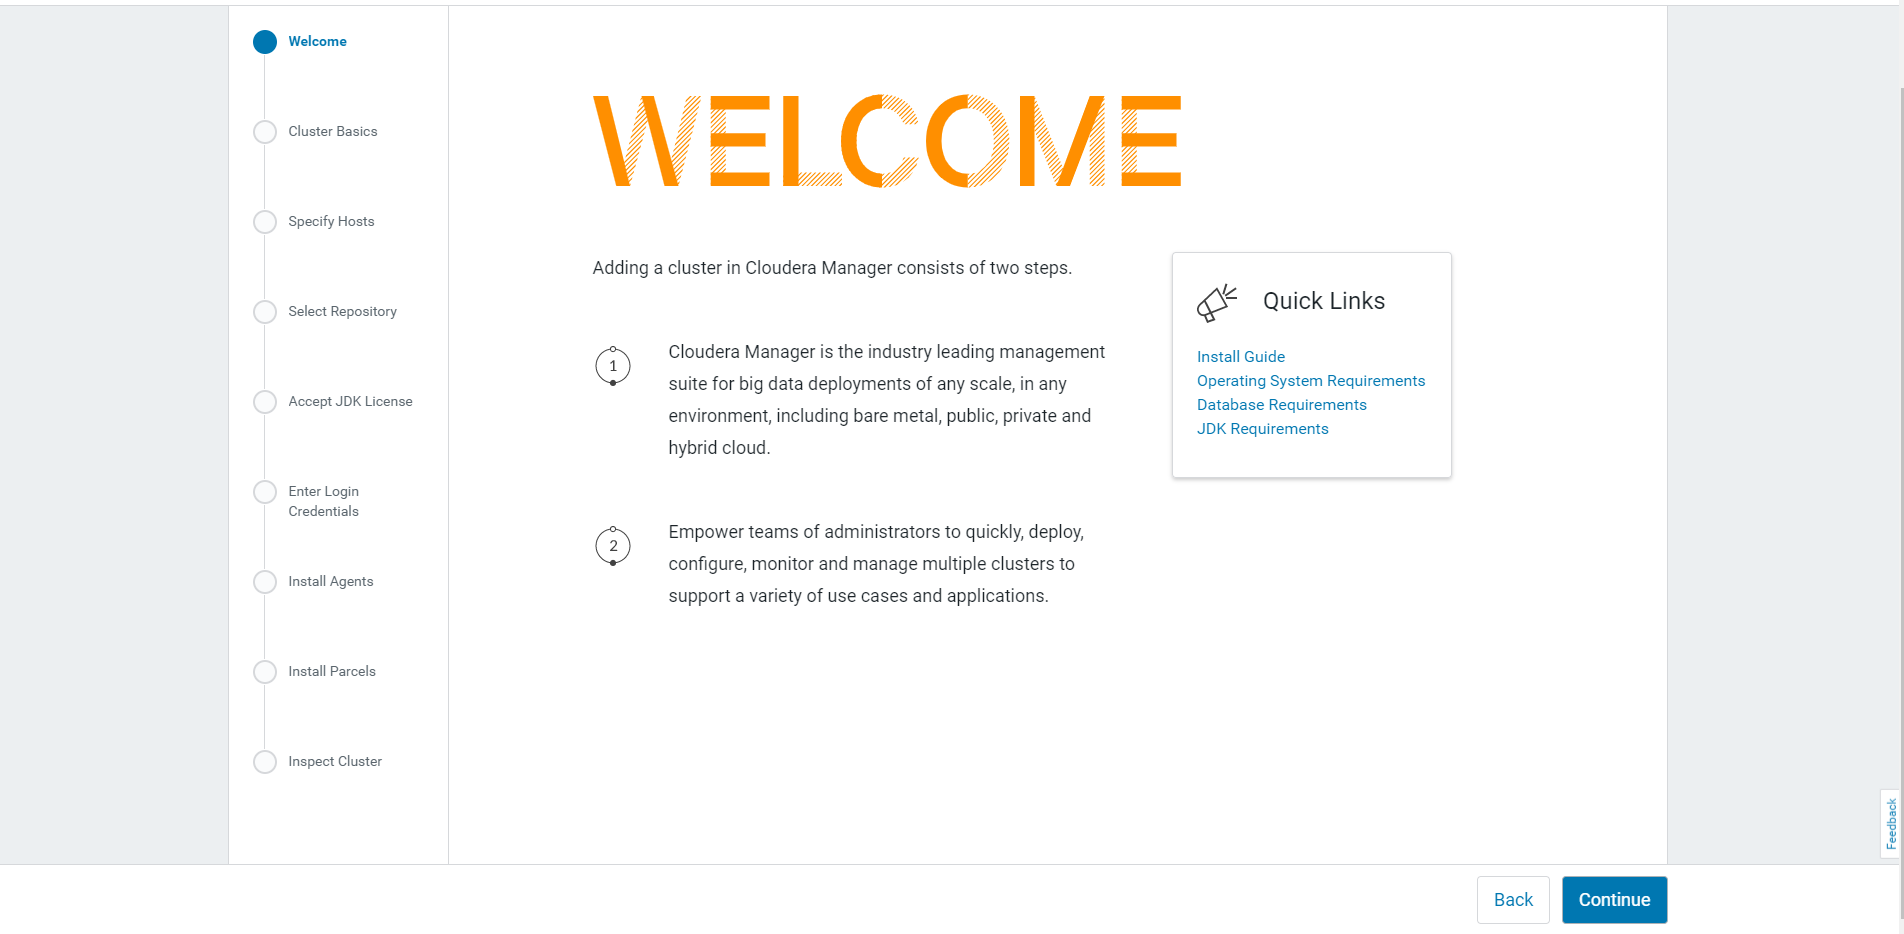 Welcome
Cluster Basics
Specify Hosts
Select Repository
Accept JDK License
Enter Login
Credentials
Install Agents
Install Parcels
Inspect Cluster
WELCOME
Adding a cluster in Cloudera Manager consists of two steps.
1
Cloudera Manager is the industry leading management
suite for big data deployments of any scale, in any
environment, including bare metal, public, private and
hybrid cloud.
2
Empower teams of administrators to quickly, deploy,
configure, monitor and manage multiple clusters to
support a variety of use cases and applications.
Quick Links
Install Guide
Operating System Requirements
Database Requirements
JDK Requirements
Feedback
Back
Continue